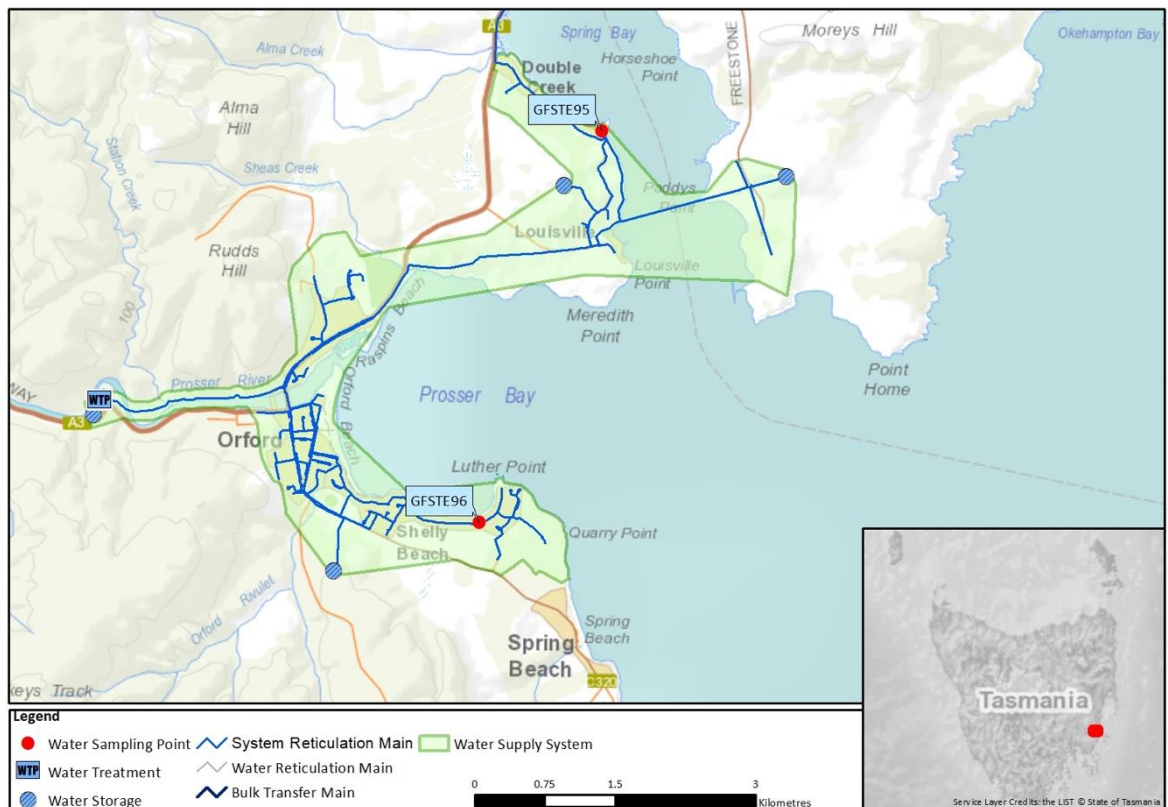 A3
Spring Bay
Moreys Hill
Okehampton Bay
Alma Creek
Horseshoe
Point
Double
Creek
FREESTONE
GFSTE95
Alma
Hill
Station Creek
Sheas Creek
Paddys
Point
Louisville
Rudds
Hill
Louisville
Point
Raspins Beach
Meredith
Point
100
Point
Home
WAY
Prosser River
WTP
Prosser Bay
A3
Orford
Orford Beach
Luther Point
GFSTE96
Shelly
Beach
Quarry Point
Orford Rivulet
Spring
Beach
Spring
Beach
C320
keys Track
Tasmania
Service Layer Credits: the LIST © State of Tasmania
Legend
Water Sampling Point
System Reticulation Main
Water Supply System
WTP
Water Treatment
Water Reticulation Main
Water Storage
Bulk Transfer Main
0 0.75 1.5 3
Kilometres